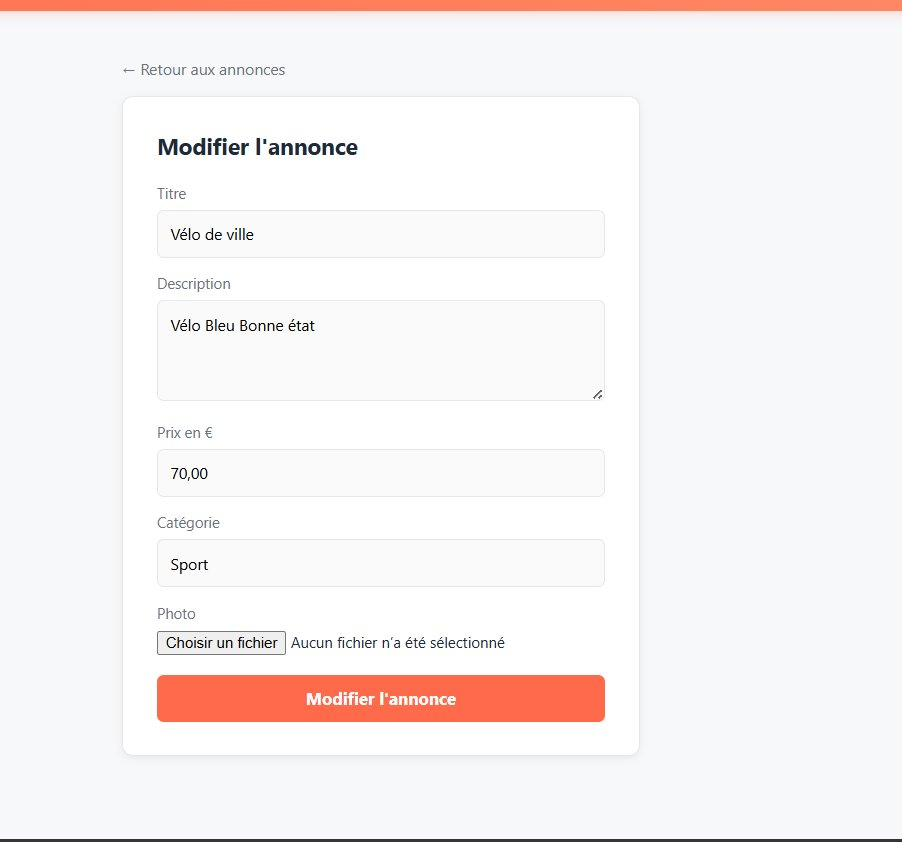 ← Retour aux annonces
Modifier l'annonce
Titre
Vélo de ville
Description
Vélo Bleu Bonne état
Prix en €
70,00
Catégorie
Sport
Photo
Choisir un fichier Aucun fichier n’a été sélectionné
Modifier l'annonce